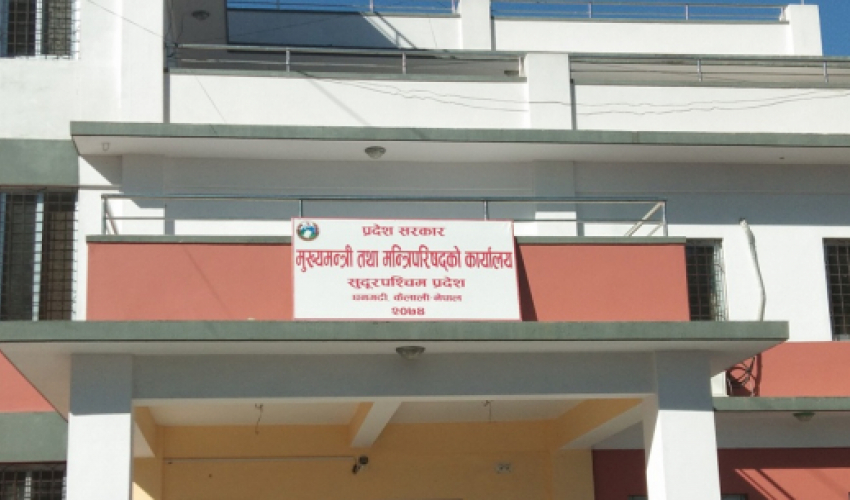 प्रदेश सरकार
मुख्यमन्त्री तथा मन्त्रिपरिषद्को कार्यालय
सुदूरपश्चिम प्रदेश
धनगढी, कैलाली नेपाल
२०७४